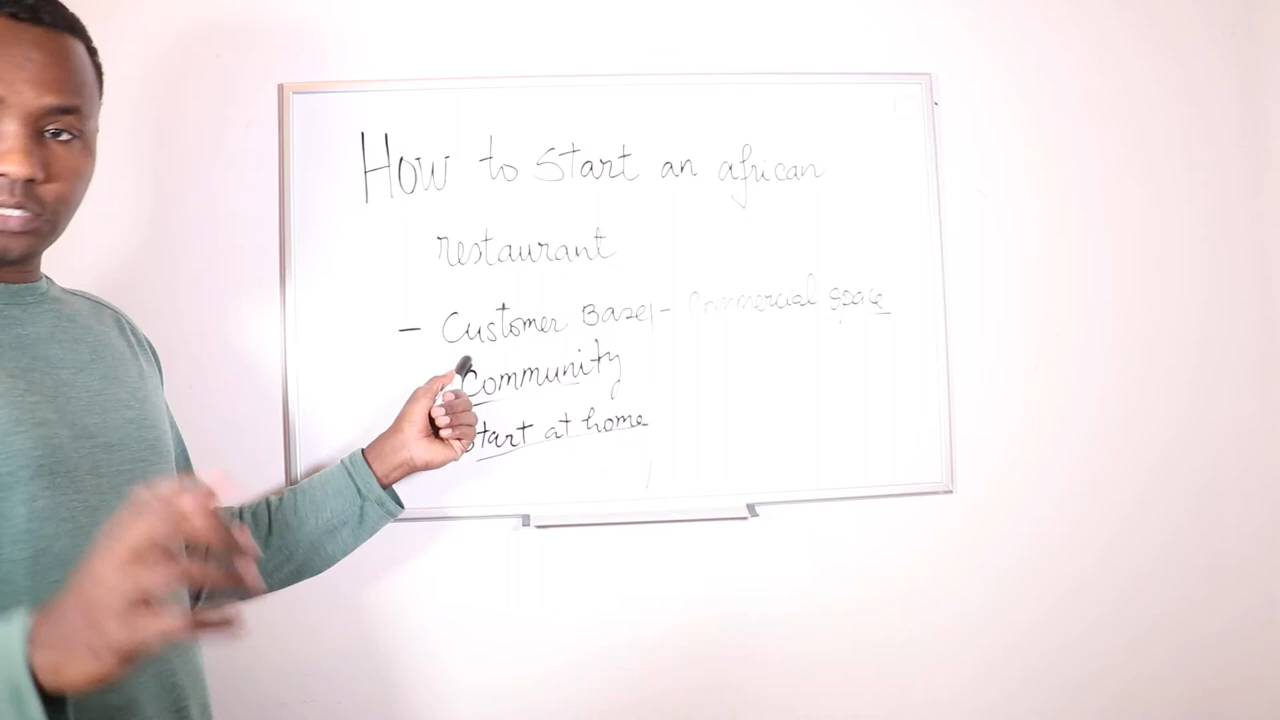 How to Start an african
restaurant
- Customer Base - Commercial space
Community
Start at home